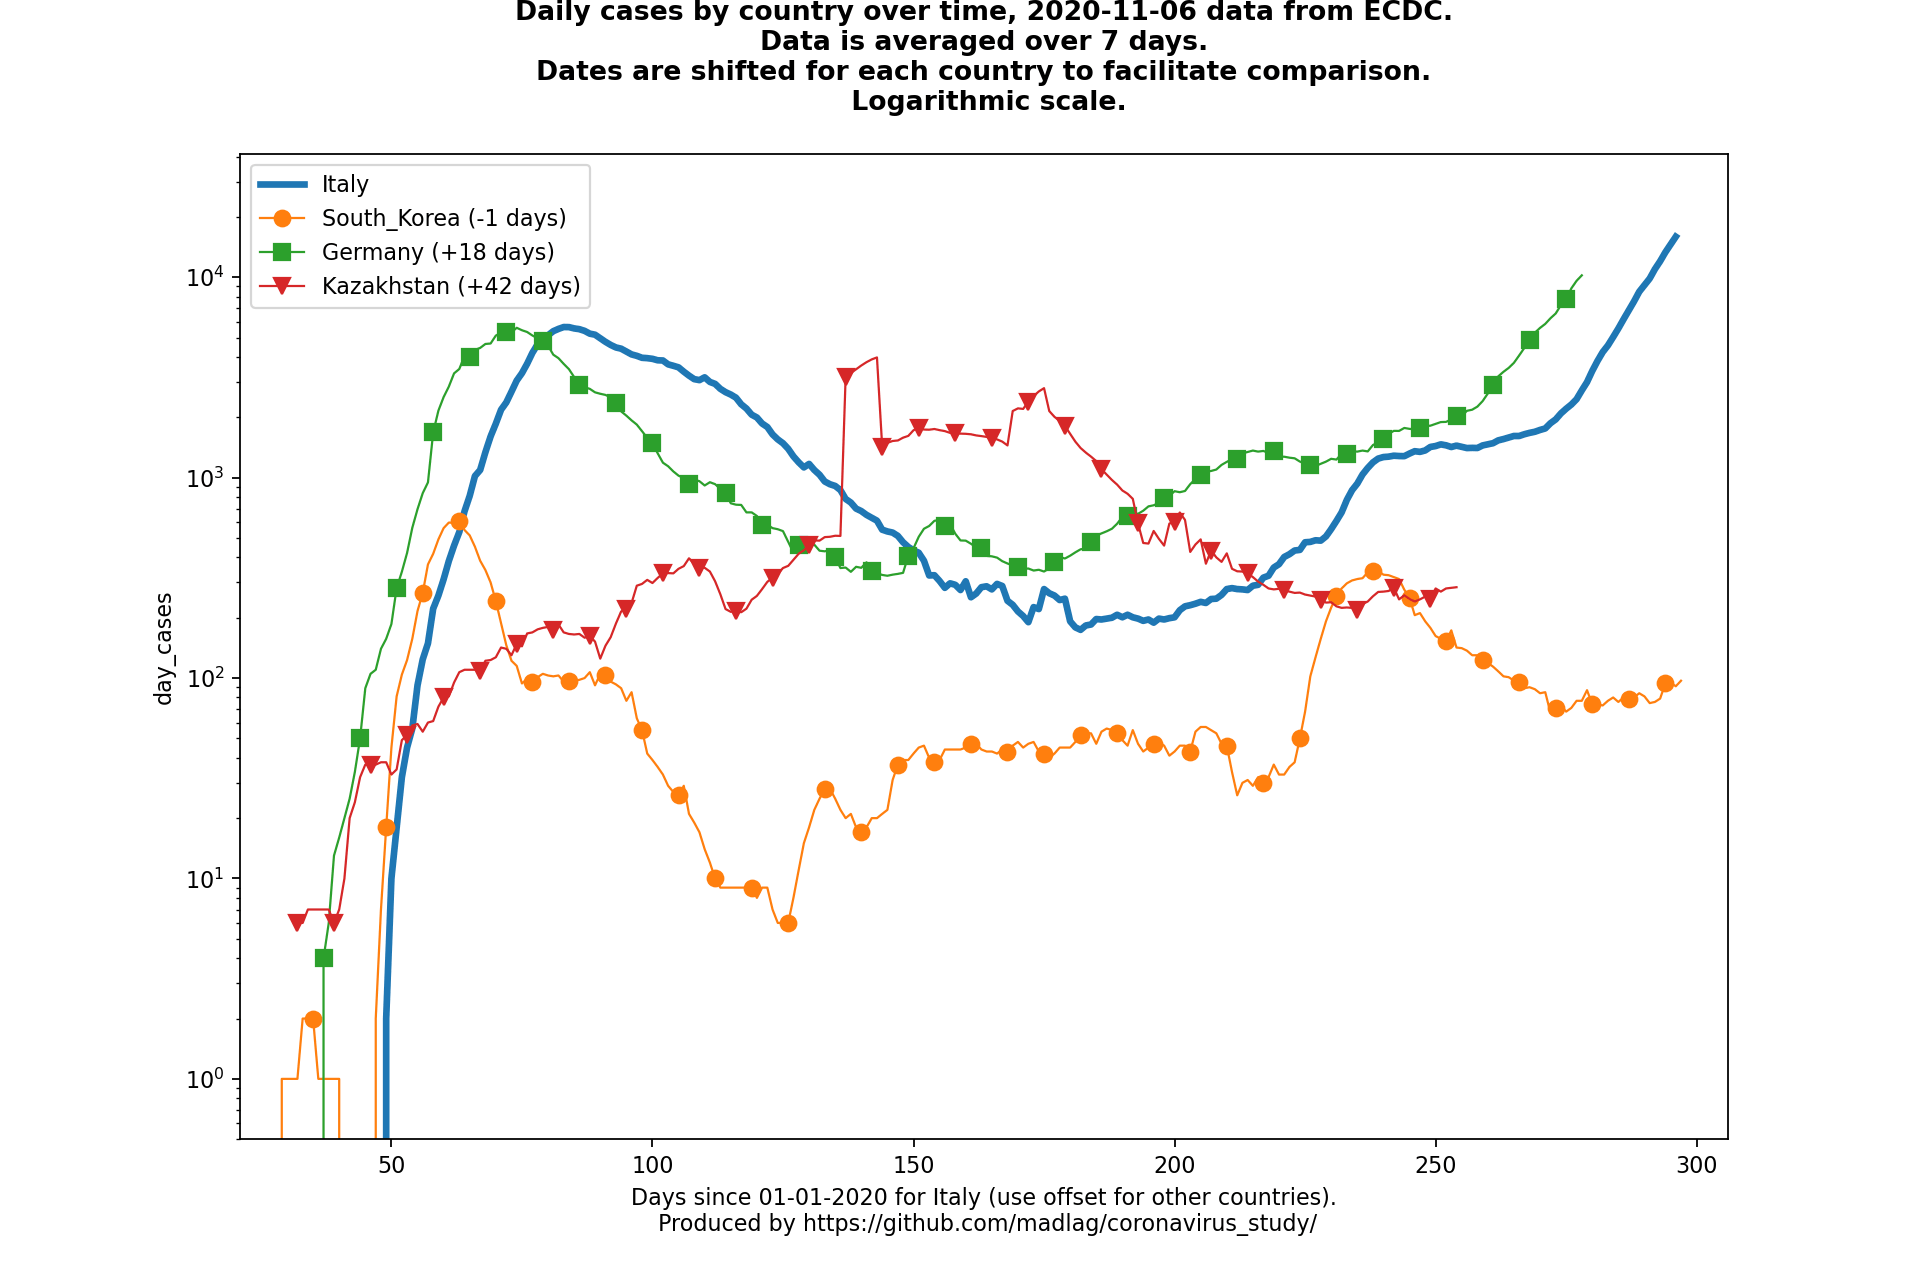 Daily cases by country over time, 2020-11-06 data from ECDC.
Data is averaged over 7 days.
Dates are shifted for each country to facilitate comparison.
Logarithmic scale.
Italy
South_Korea (-1 days)
Germany (+18 days)
Kazakhstan (+42 days)
day_cases
10⁴
10³
10²
10¹
10⁰
50
100
150
200
250
300
Days since 01-01-2020 for Italy (use offset for other countries).
Produced by https://github.com/madlag/coronavirus_study/